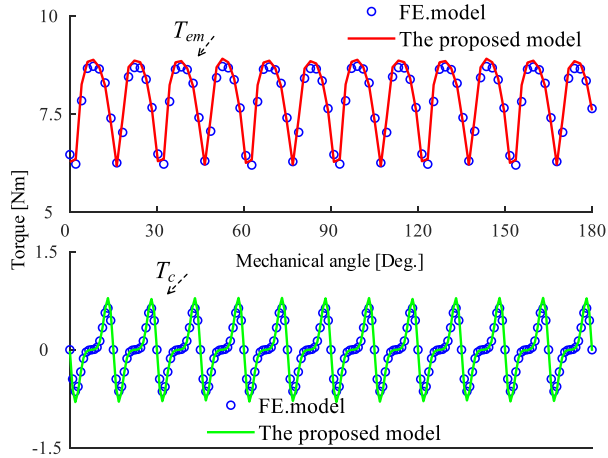 10
FE.model
The proposed model
T_em
7.5
5
0 30 60 90 120 150 180
Mechanical angle [Deg.]
Torque [Nm]
1.5
T_c
0
FE.model
The proposed model
-1.5